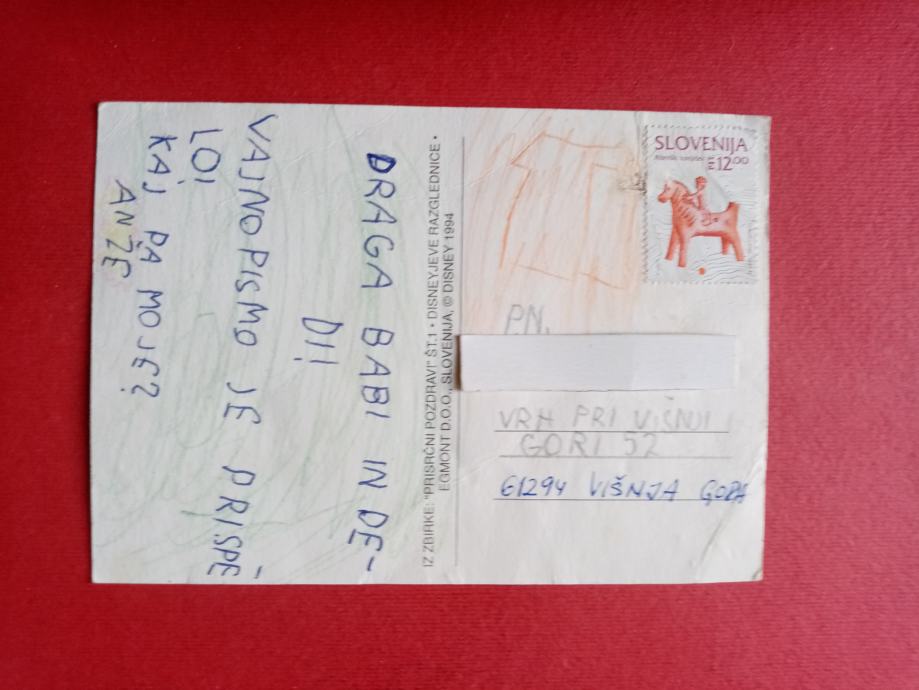 DRAGA BABI IN DE-
DI!
VAJNO PISMO JE PRISPE
LO!
KAJ PA MOJE?
ANŽE
IZ ZBIRKE: "PRISRČNI POZDRAVI" ŠT.1 • DISNEYJEVE RAZGLEDNICE •
EGMONT D.O.O., SLOVENIJA, © DISNEY 1994
SLOVENIJA
12.00
PN.
VRH PRI VIŠNJI
GORI 52
61294 VIŠNJA GORA